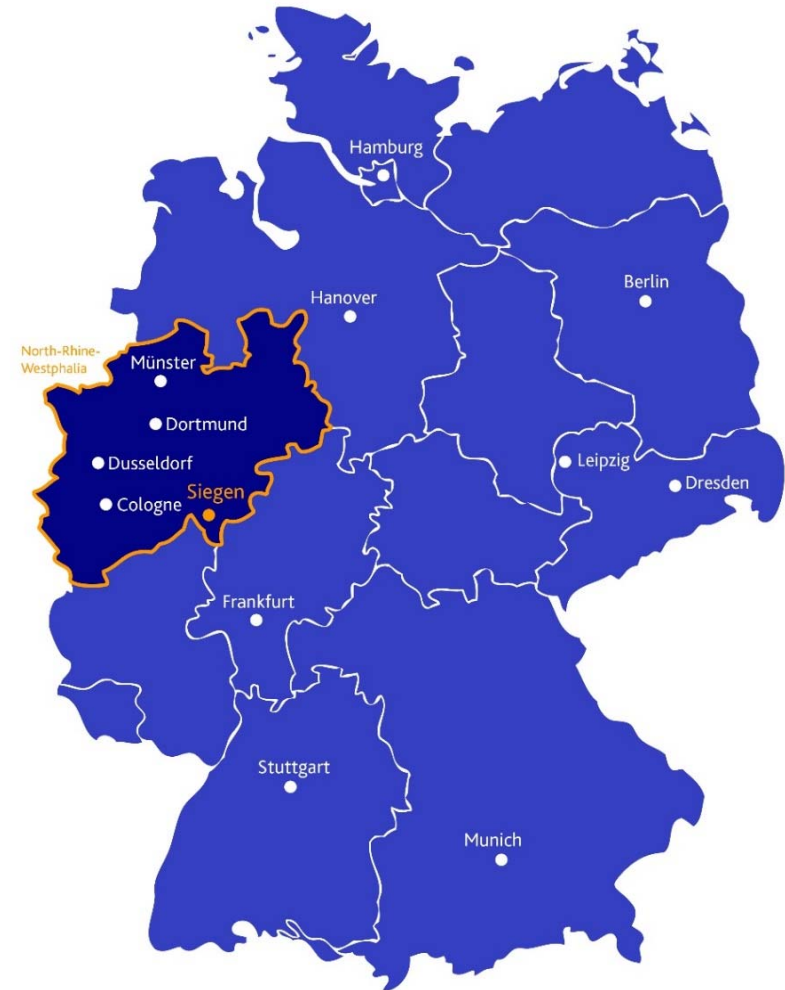 Hamburg
Berlin
Hanover
North-Rhine-
Westphalia
Münster
Dortmund
Dusseldorf
Leipzig
Dresden
Siegen
Cologne
Frankfurt
Stuttgart
Munich